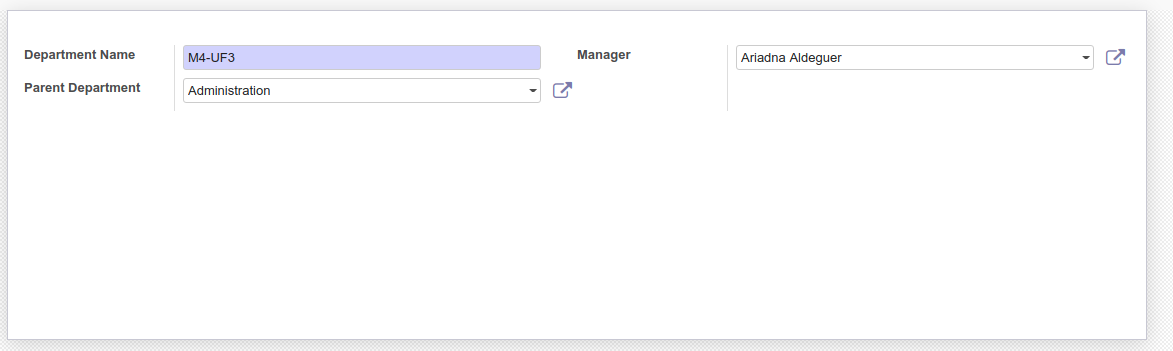 Department Name M4-UF3 Manager Ariadna Aldeguer
Parent Department Administration